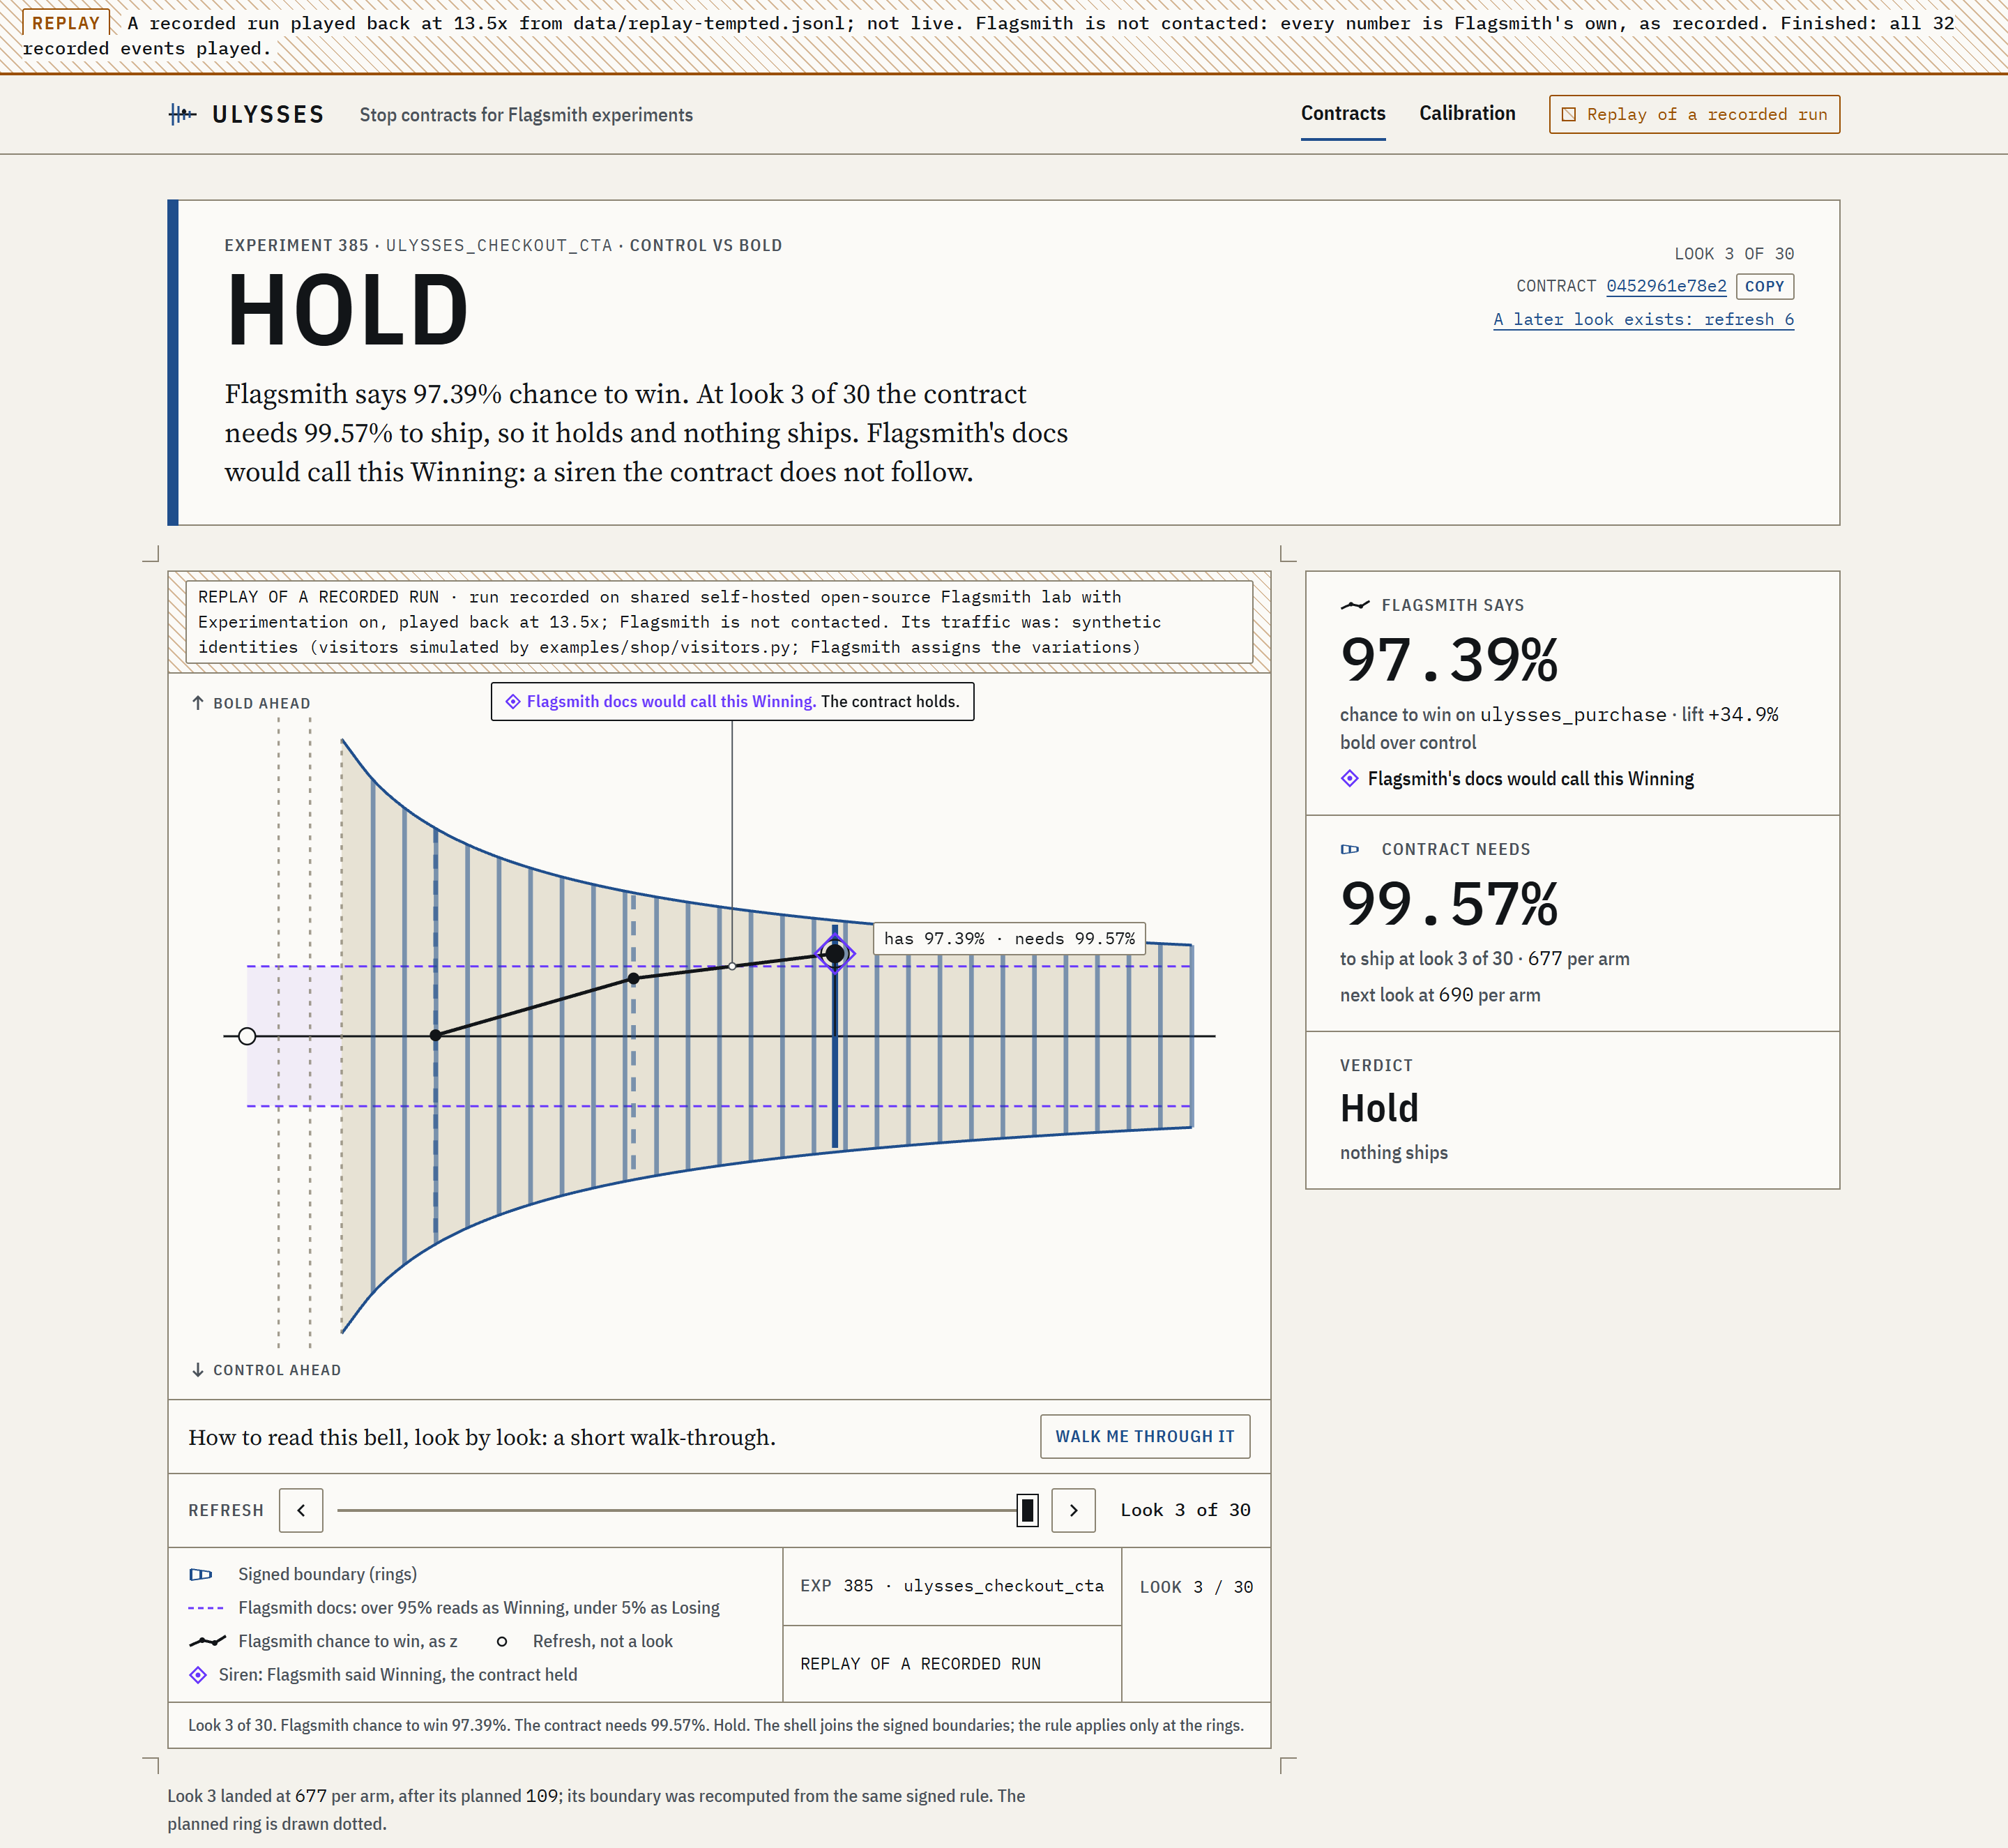 REPLAY A recorded run played back at 13.5x from data/replay-tempted.jsonl; not live. Flagsmith is not contacted: every number is Flagsmith's own, as recorded. Finished: all 32
recorded events played.
ULYSSES Stop contracts for Flagsmith experiments
Contracts Calibration Replay of a recorded run
EXPERIMENT 385 · ULYSSES_CHECKOUT_CTA · CONTROL VS BOLD
HOLD
Flagsmith says 97.39% chance to win. At look 3 of 30 the contract
needs 99.57% to ship, so it holds and nothing ships. Flagsmith's docs
would call this Winning: a siren the contract does not follow.
LOOK 3 OF 30
CONTRACT 0452961e78e2 COPY
A later look exists: refresh 6
REPLAY OF A RECORDED RUN · run recorded on shared self-hosted open-source Flagsmith lab with
Experimentation on, played back at 13.5x; Flagsmith is not contacted. Its traffic was: synthetic
identities (visitors simulated by examples/shop/visitors.py; Flagsmith assigns the variations)
↑ BOLD AHEAD
Flagsmith docs would call this Winning. The contract holds.
has 97.39% · needs 99.57%
↓ CONTROL AHEAD
How to read this bell, look by look: a short walk-through.
WALK ME THROUGH IT
REFRESH
Look 3 of 30
Signed boundary (rings)
Flagsmith docs: over 95% reads as Winning, under 5% as Losing
Flagsmith chance to win, as z
Refresh, not a look
Siren: Flagsmith said Winning, the contract held
EXP 385 · ulysses_checkout_cta
LOOK 3 / 30
REPLAY OF A RECORDED RUN
Look 3 of 30. Flagsmith chance to win 97.39%. The contract needs 99.57%. Hold. The shell joins the signed boundaries; the rule applies only at the rings.
Look 3 landed at 677 per arm, after its planned 109; its boundary was recomputed from the same signed rule. The
planned ring is drawn dotted.
FLAGSMITH SAYS
97.39%
chance to win on ulysses_purchase · lift +34.9%
bold over control
Flagsmith's docs would call this Winning
CONTRACT NEEDS
99.57%
to ship at look 3 of 30 · 677 per arm
next look at 690 per arm
VERDICT
Hold
nothing ships